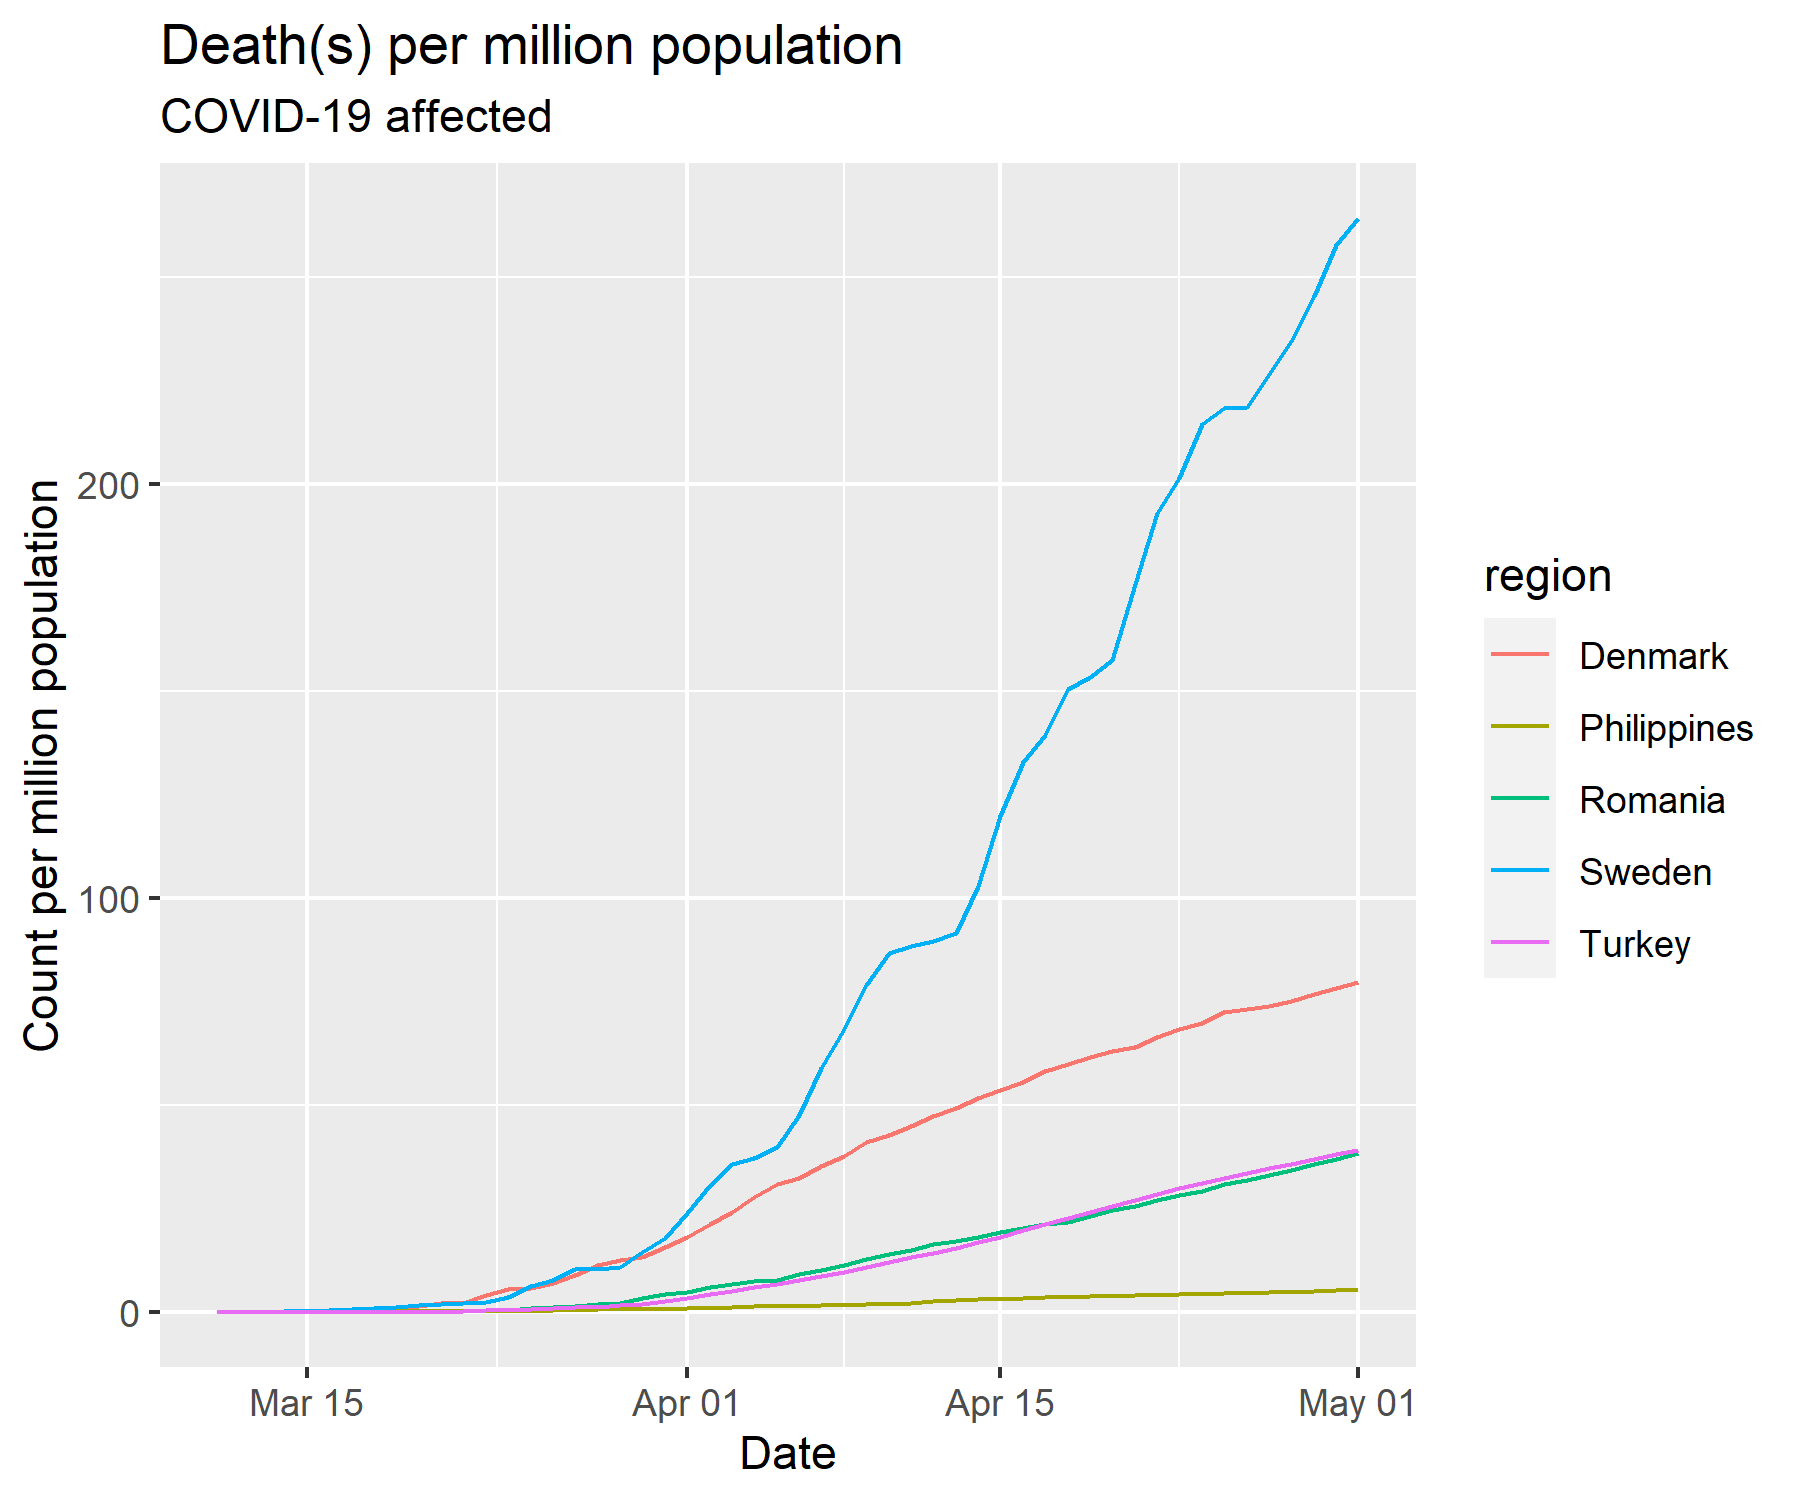 Death(s) per million population
COVID-19 affected
Count per million population
200
100
0
Mar 15
Apr 01
Apr 15
May 01
Date
region
Denmark
Philippines
Romania
Sweden
Turkey